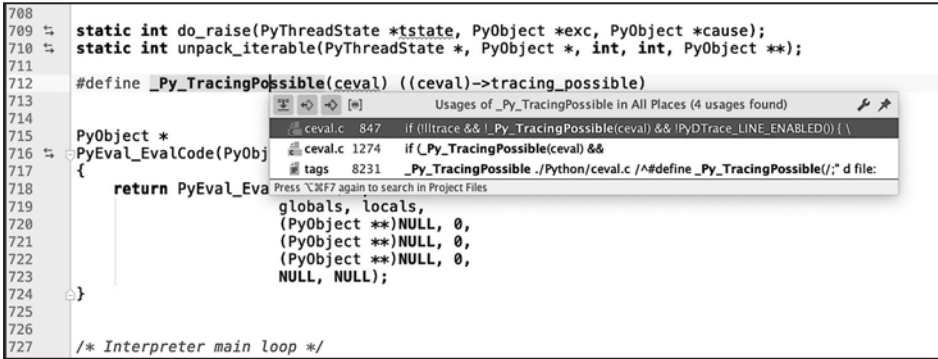 708
709 static int do_raise(PyThreadState *tstate, PyObject *exc, PyObject *cause);
710 static int unpack_iterable(PyThreadState *, PyObject *, int, int, PyObject **);
711
712 #define _Py_TracingPossible(ceval) ((ceval)->tracing_possible)
713 Usages of _Py_TracingPossible in All Places (4 usages found)
714
715 PyObject * ceval.c 847 if (!lltrace && !_Py_TracingPossible(ceval) && !PyDTrace_LINE_ENABLED()) { \
716 PyEval_EvalCode(PyObj ceval.c 1274 if (_Py_TracingPossible(ceval) &&
717 { tags 8231 _Py_TracingPossible ./Python/ceval.c /^#define _Py_TracingPossible(/;" d file:
718 return PyEval_Eva Press ⌥⌘F7 again to search in Project Files
719 globals, locals,
720 (PyObject **)NULL, 0,
721 (PyObject **)NULL, 0,
722 (PyObject **)NULL, 0,
723 NULL, NULL);
724 }
725
726
727 /* Interpreter main loop */